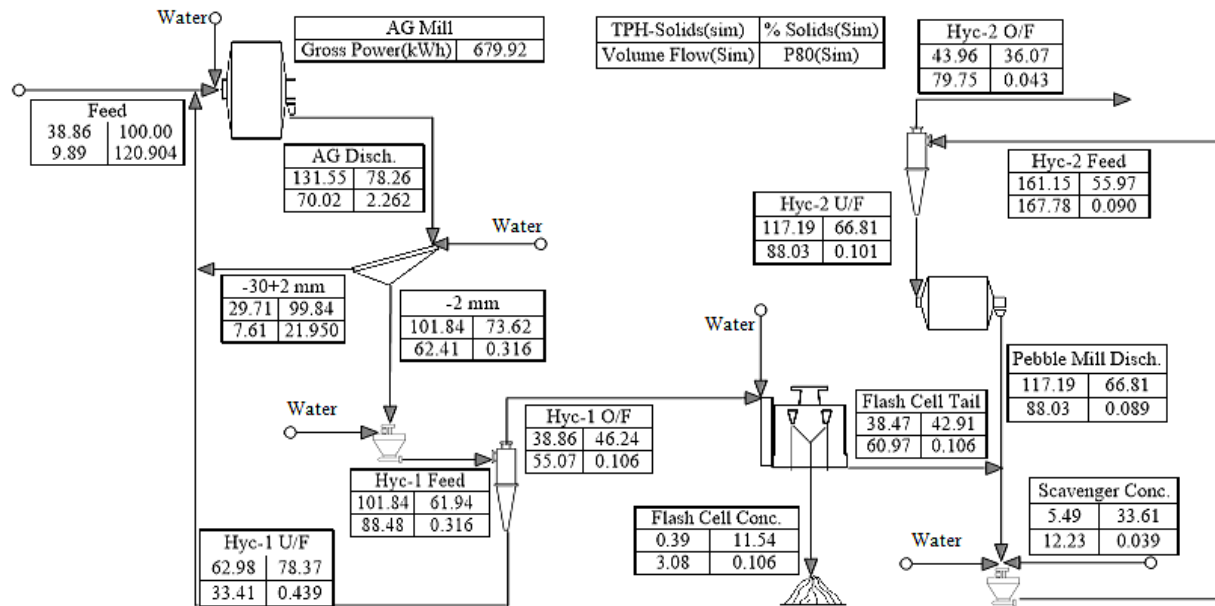 Water
AG Mill
Gross Power(kWh) 679.92
TPH-Solids(sim) % Solids(Sim)
Volume Flow(Sim) P80(Sim)
Hyc-2 O/F
43.96 36.07
79.75 0.043
Feed
38.86 100.00
9.89 120.904
AG Disch.
131.55 78.26
70.02 2.262
Hyc-2 Feed
161.15 55.97
167.78 0.090
Hyc-2 U/F
117.19 66.81
88.03 0.101
Water
-30+2 mm
29.71 99.84
7.61 21.950
-2 mm
101.84 73.62
62.41 0.316
Water
Pebble Mill Disch.
117.19 66.81
88.03 0.089
Water
Hyc-1 O/F
38.86 46.24
55.07 0.106
Flash Cell Tail
38.47 42.91
60.97 0.106
Hyc-1 Feed
101.84 61.94
88.48 0.316
Scavenger Conc.
5.49 33.61
12.23 0.039
Flash Cell Conc.
0.39 11.54
3.08 0.106
Water
Hyc-1 U/F
62.98 78.37
33.41 0.439